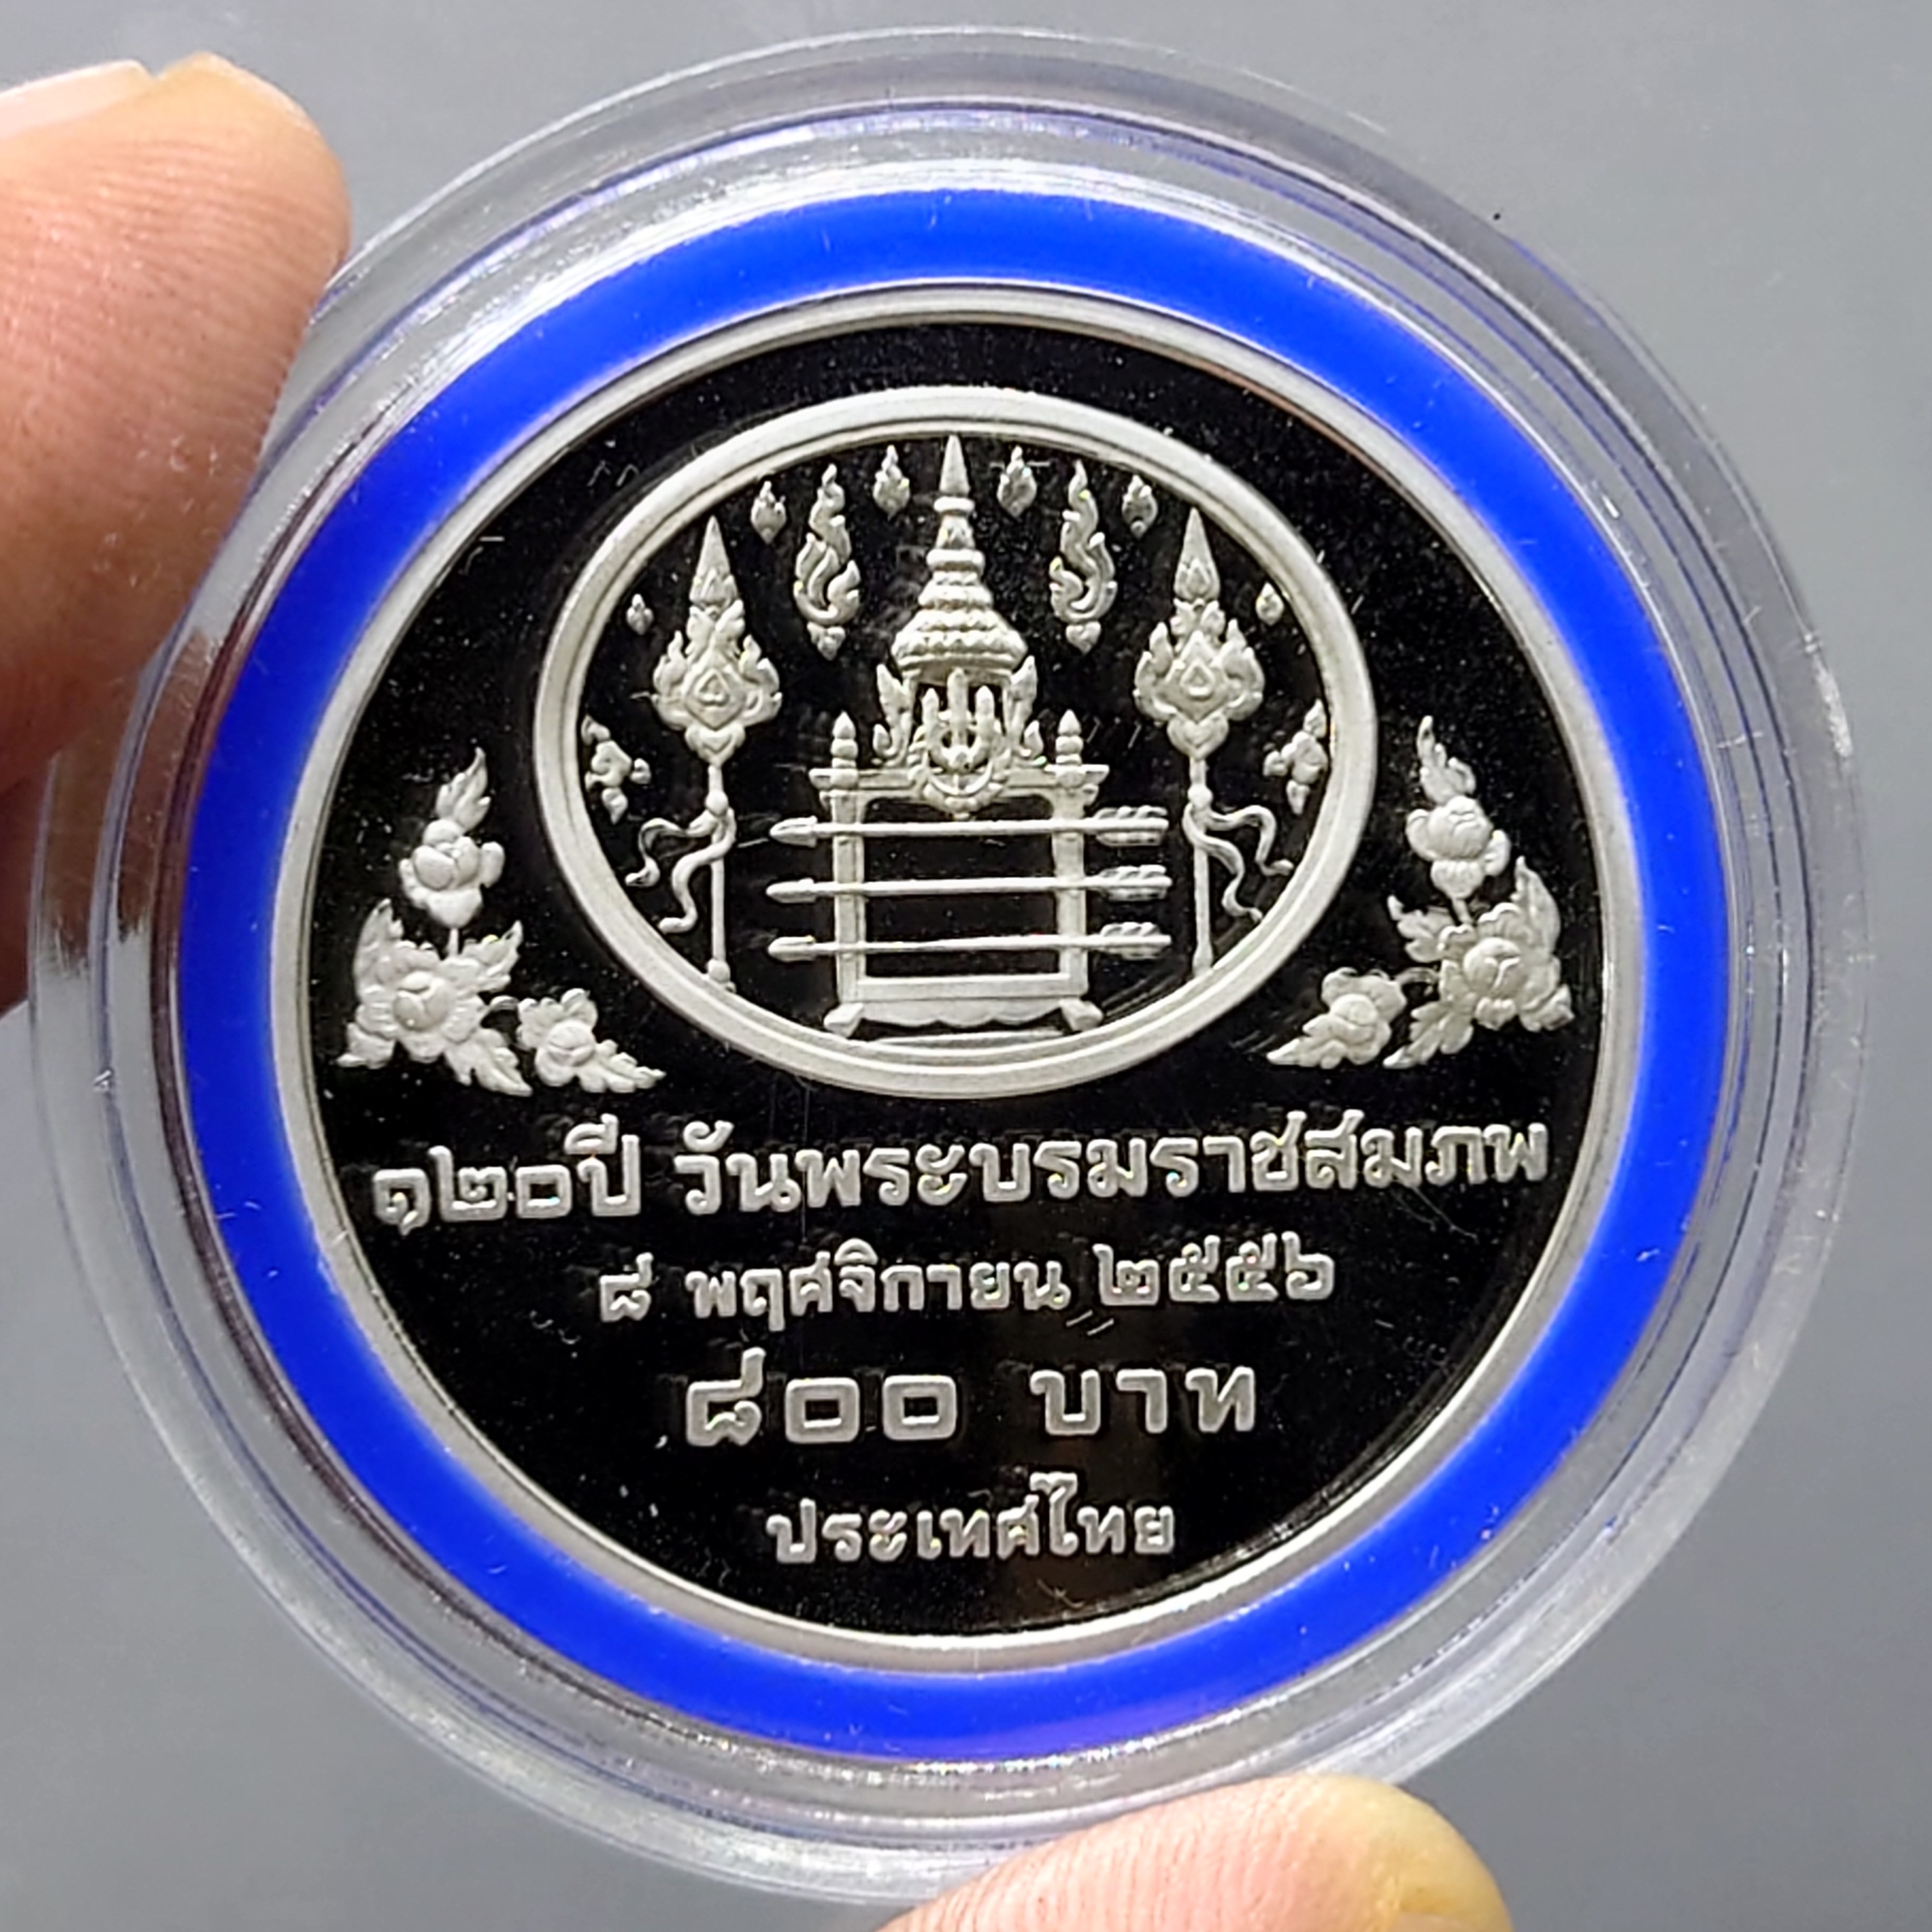 ๑๒๐ปี วันพระบรมราชสมภพ
๘ พฤศจิกายน ๒๕๕๖
๘๐๐ บาท
ประเทศไทย